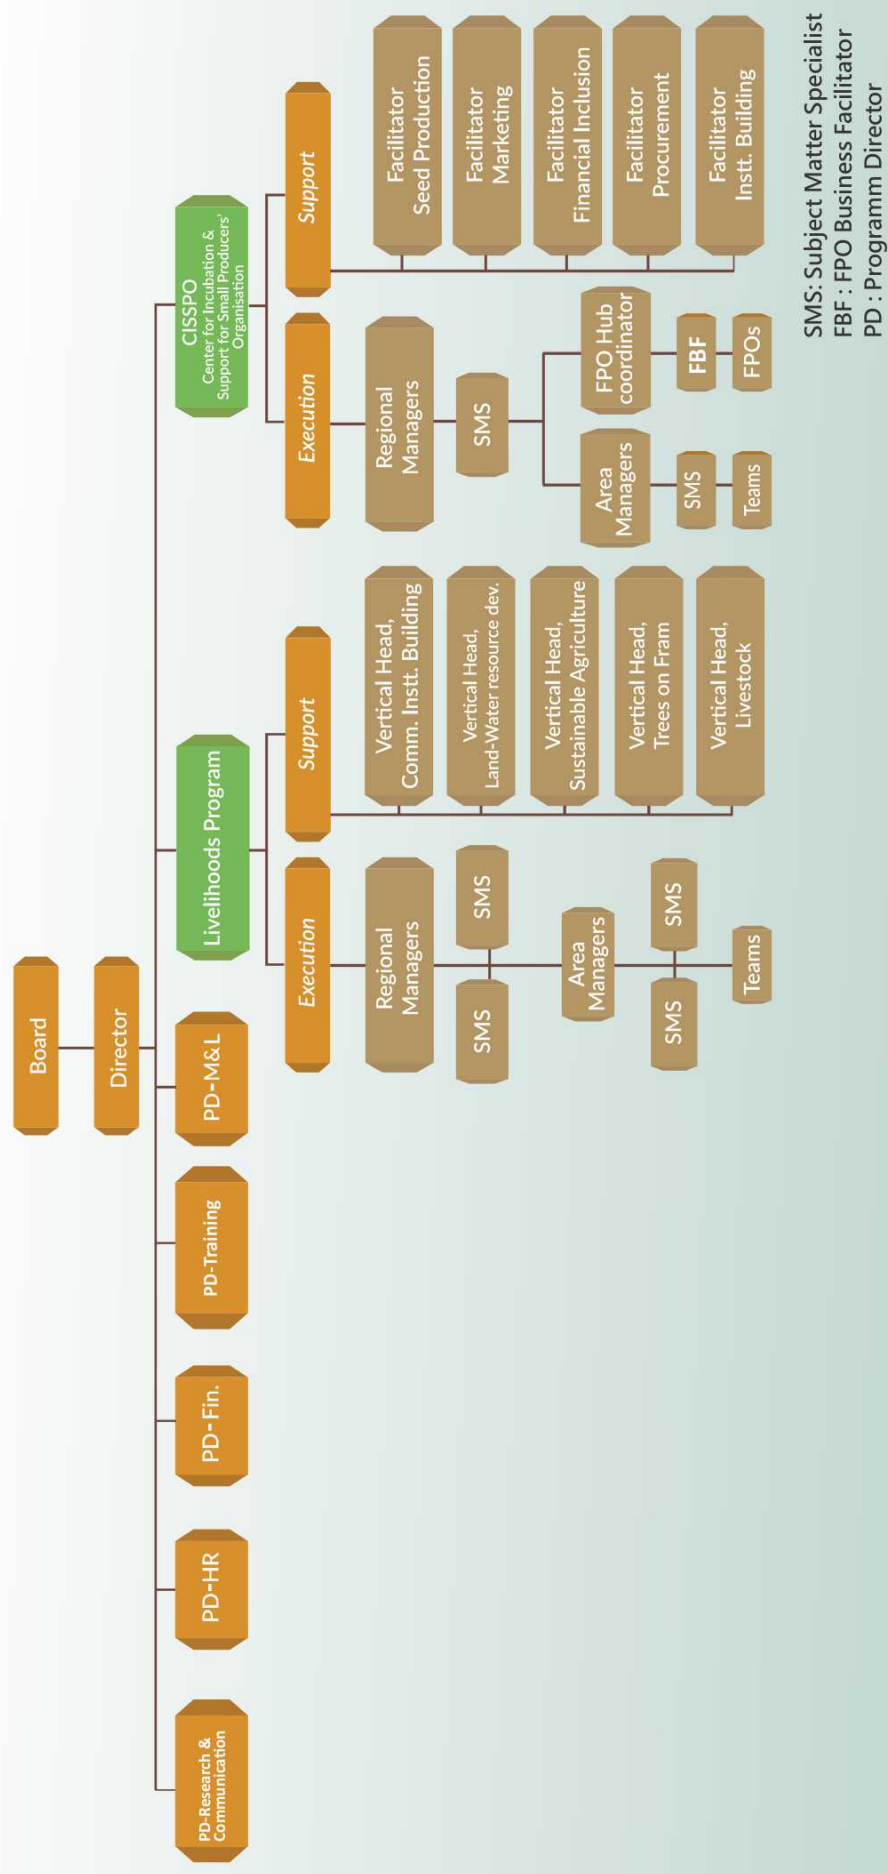 Board
Director
PD-Research &
Communication
PD-HR
PD-Fin.
PD-Training
PD-M&L
Livelihoods Program
CISSPO
Center for Incubation &
Support for Small Producers'
Organisation
Execution
Support
Execution
Support
Regional
Managers
SMS
SMS
Area
Managers
SMS
SMS
Teams
Vertical Head,
Comm. Instt. Building
Vertical Head,
Land-Water resource dev.
Vertical Head,
Sustainable Agriculture
Vertical Head,
Trees on Fram
Vertical Head,
Livestock
Regional
Managers
SMS
Area
Managers
SMS
Teams
FPO Hub
coordinator
FBF
FPOs
Facilitator
Seed Production
Facilitator
Marketing
Facilitator
Financial Inclusion
Facilitator
Procurement
Facilitator
Instt. Building
SMS: Subject Matter Specialist
FBF : FPO Business Facilitator
PD : Programm Director